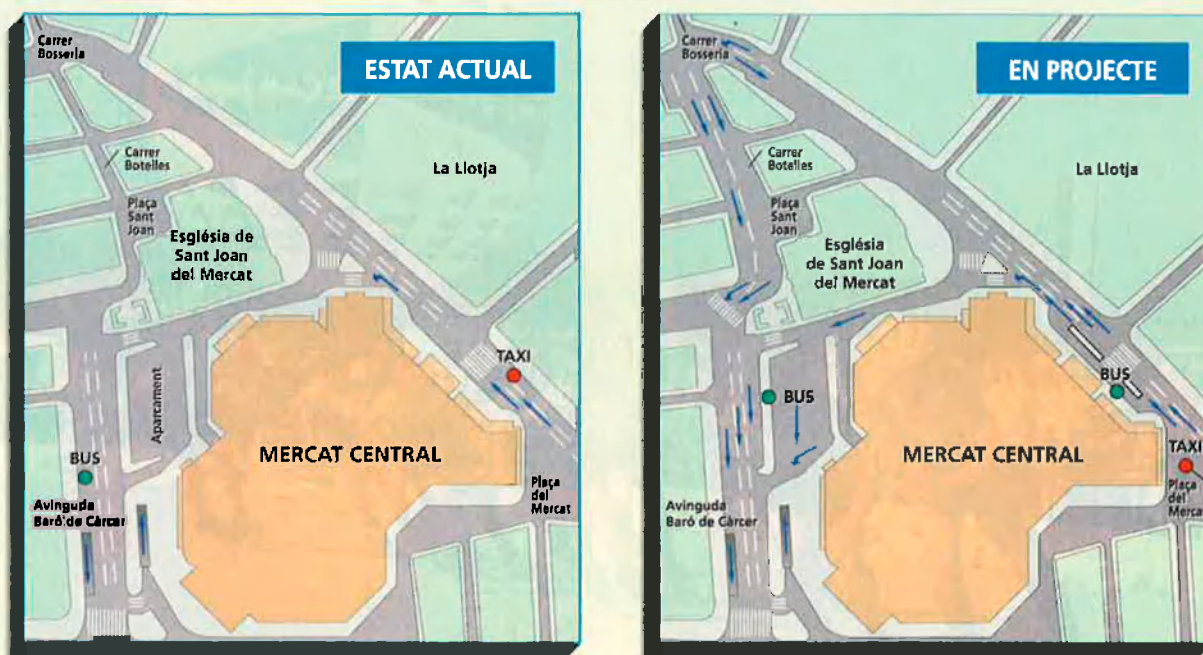 ESTAT ACTUAL
Carrer
Bosseria
Carrer
Botelles
La Llotja
Plaça
Sant
Joan
Església de
Sant Joan
del Mercat
TAXI
Aparcament
MERCAT CENTRAL
BUS
Plaça
del
Mercat
Avinguda
Baró de Càrcer
EN PROJECTE
Carrer
Bosseria
Carrer
Botelles
La Llotja
Plaça
Sant
Joan
Església
de Sant Joan
del Mercat
BUS
BUS
MERCAT CENTRAL
TAXI
Plaça
del
Merca
Avinguda
Baró de Càrcer